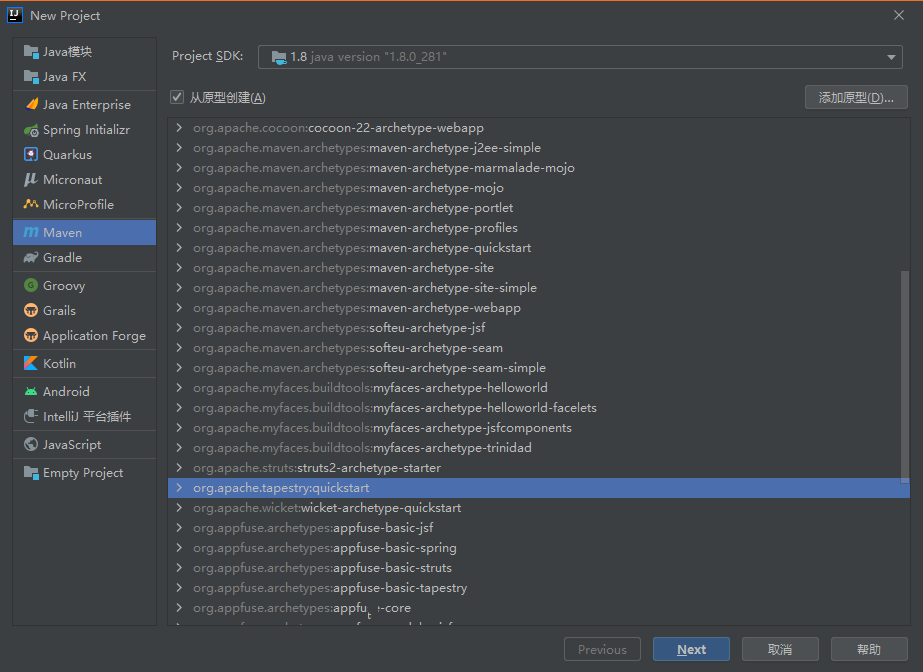 New Project
Java模块
Java FX
Java Enterprise
Spring Initializr
Quarkus
Micronaut
MicroProfile
Maven
Gradle
Groovy
Grails
Application Forge
Kotlin
Android
IntelliJ 平台插件
JavaScript
Empty Project
Project SDK: 1.8 java version "1.8.0_281"
从原型创建(A) 添加原型(D)...
org.apache.cocoon:cocoon-22-archetype-webapp
org.apache.maven.archetypes:maven-archetype-j2ee-simple
org.apache.maven.archetypes:maven-archetype-marmalade-mojo
org.apache.maven.archetypes:maven-archetype-mojo
org.apache.maven.archetypes:maven-archetype-portlet
org.apache.maven.archetypes:maven-archetype-profiles
org.apache.maven.archetypes:maven-archetype-quickstart
org.apache.maven.archetypes:maven-archetype-site
org.apache.maven.archetypes:maven-archetype-site-simple
org.apache.maven.archetypes:maven-archetype-webapp
org.apache.maven.archetypes:softeu-archetype-jsf
org.apache.maven.archetypes:softeu-archetype-seam
org.apache.maven.archetypes:softeu-archetype-seam-simple
org.apache.myfaces.buildtools:myfaces-archetype-helloworld
org.apache.myfaces.buildtools:myfaces-archetype-helloworld-facelets
org.apache.myfaces.buildtools:myfaces-archetype-jsfcomponents
org.apache.myfaces.buildtools:myfaces-archetype-trinidad
org.apache.struts:struts2-archetype-starter
org.apache.tapestry:quickstart
org.apache.wicket:wicket-archetype-quickstart
org.appfuse.archetypes:appfuse-basic-jsf
org.appfuse.archetypes:appfuse-basic-spring
org.appfuse.archetypes:appfuse-basic-struts
org.appfuse.archetypes:appfuse-basic-tapestry
org.appfuse.archetypes: -core
Previous Next 取消 帮助